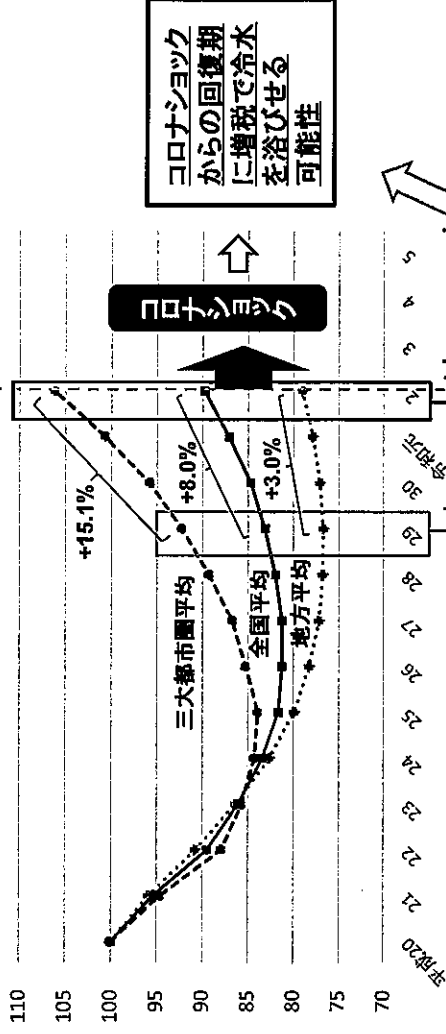 110
105
100
95
90
85
80
75
70
平成20
21
22
23
24
25
26
27
28
29
30
令和元
2
3
4
5
三大都市圏平均
全国平均
地方平均
+15.1%
+8.0%
+3.0%
コロナショック
コロナショック
からの回復期
に増税で冷水
を浴びせる
可能性